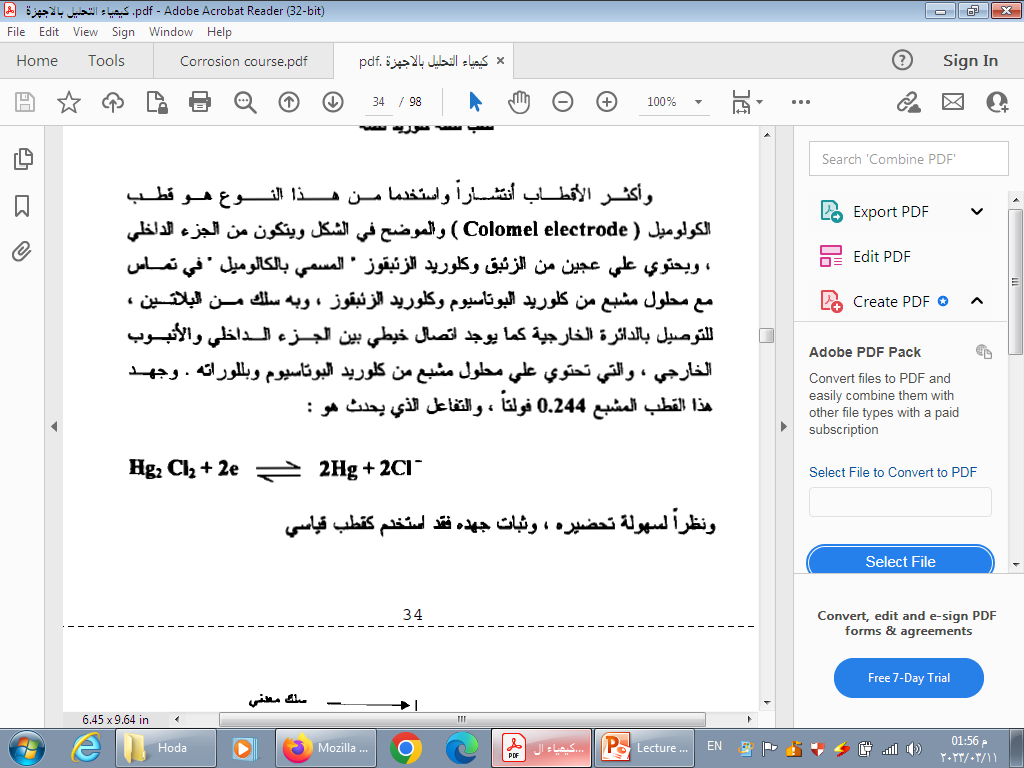 كيمياء التحليل بالاجهزة .pdf - Adobe Acrobat Reader (32-bit)
File Edit View Sign Window Help
Home Tools Corrosion course.pdf كيمياء التحليل بالاجهزة .pdf
Sign In
34 / 98
100%
وأكثر الأقطاب أنتشاراً واستخدما من هذا النوع هو قطب
الكولوميل ( Colomel electrode ) والموضح في الشكل ويتكون من الجزء الداخلي
، ويحتوي علي عجين من الزئبق وكلوريد الزئبقوز " المسمي بالكالوميل " في تماس
مع محلول مشبع من كلوريد البوتاسيوم وكلوريد الزئبقوز ، وبه سلك من البلاتين ،
للتوصيل بالدائرة الخارجية كما يوجد اتصال خيطي بين الجزء الداخلي والأنبوب
الخارجي ، والتي تحتوي علي محلول مشبع من كلوريد البوتاسيوم وبللوراته . وجهد
هذا القطب المشبع 0.244 فولتاً ، والتفاعل الذي يحدث هو :
Hg₂ Cl₂ + 2e ⇌ 2Hg + 2Cl⁻
ونظراً لسهولة تحضيره ، وثبات جهده فقد استخدم كقطب قياسي
34
سلك معدني
6.45 x 9.64 in
Search 'Combine PDF'
Export PDF
Edit PDF
Create PDF
Adobe PDF Pack
Convert files to PDF and
easily combine them with
other file types with a paid
subscription
Select File to Convert to PDF
Select File
Convert, edit and e-sign PDF
forms & agreements
Free 7-Day Trial
Hoda
Mozilla ...
كيمياء ال...
Lecture ...
EN
01:56 م
٢٠٢٣/٠٣/١١